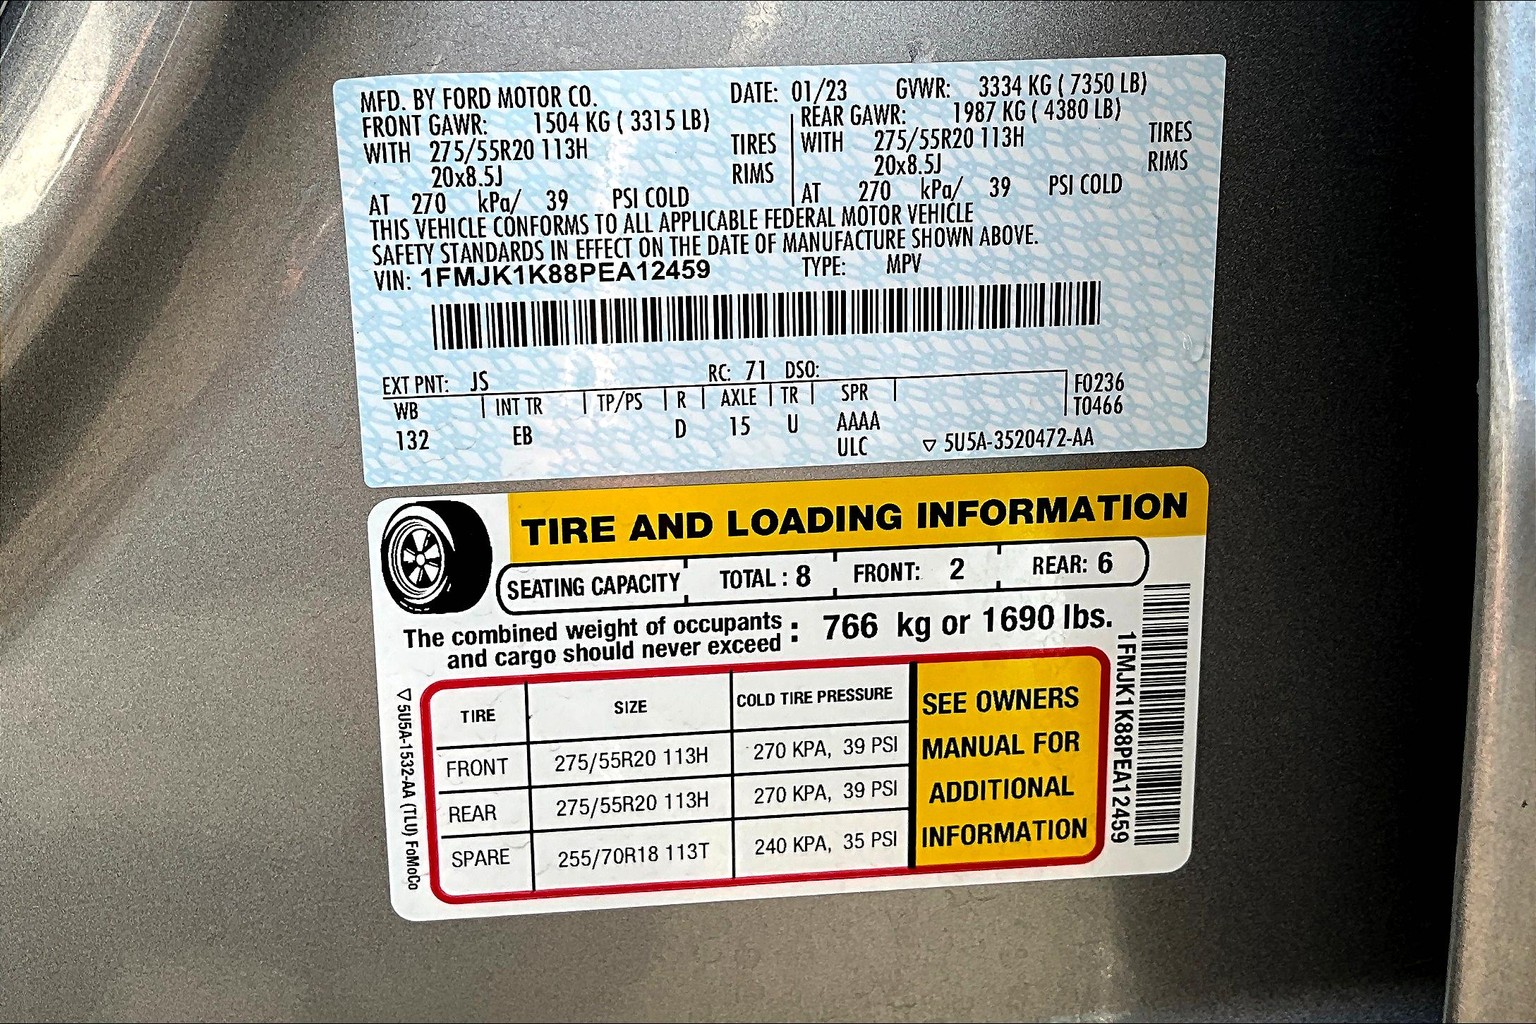 MFD. BY FORD MOTOR CO. DATE: 01/23 GVWR: 3334 KG ( 7350 LB)
FRONT GAWR: 1504 KG ( 3315 LB) REAR GAWR: 1987 KG ( 4380 LB)
WITH 275/55R20 113H TIRES WITH 275/55R20 113H TIRES
20x8.5J RIMS 20x8.5J RIMS
AT 270 kPa/ 39 PSI COLD AT 270 kPa/ 39 PSI COLD
THIS VEHICLE CONFORMS TO ALL APPLICABLE FEDERAL MOTOR VEHICLE
SAFETY STANDARDS IN EFFECT ON THE DATE OF MANUFACTURE SHOWN ABOVE.
VIN: 1FMJK1K88PEA12459 TYPE: MPV
EXT PNT: JS RC: 71 DSO:
WB INT TR TP/PS R AXLE TR SPR F0236
132 EB D 15 U AAAA T0466
ULC ▽ 5U5A-3520472-AA
TIRE AND LOADING INFORMATION
SEATING CAPACITY TOTAL : 8 FRONT: 2 REAR: 6
The combined weight of occupants
and cargo should never exceed : 766 kg or 1690 lbs.
TIRE SIZE COLD TIRE PRESSURE
FRONT 275/55R20 113H 270 KPA, 39 PSI
REAR 275/55R20 113H 270 KPA, 39 PSI
SPARE 255/70R18 113T 240 KPA, 35 PSI
SEE OWNERS
MANUAL FOR
ADDITIONAL
INFORMATION
1FMJK1K88PEA12459
▽ 5U5A-1532-AA (TLU) FoMoCo